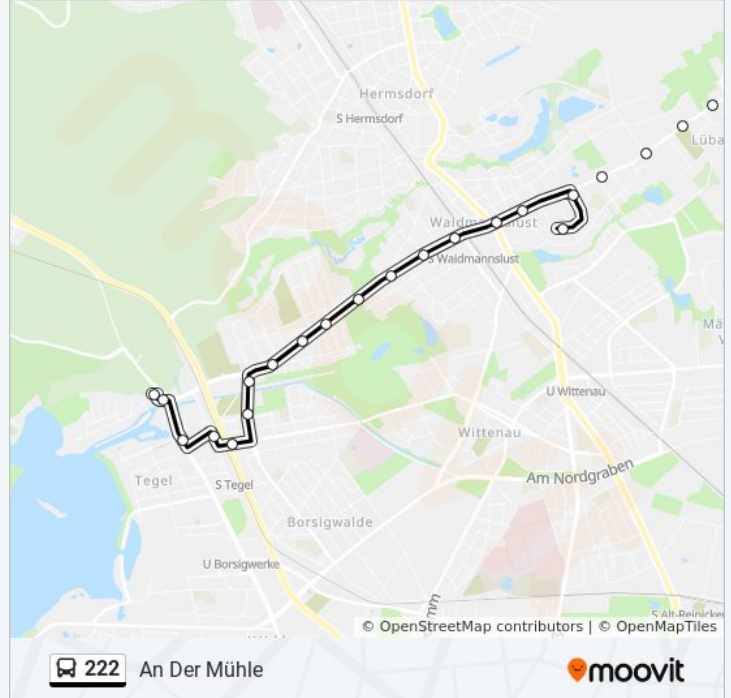 Hermsdorf
S Hermsdorf
Lüba
Waidmannslust
S Waidmannslust
Mä
U Wittenau
Wittenau
Am Nordgraben
Tegel
S Tegel
Borsigwalde
U Borsigwerke
S Alt-Reinicke
© OpenStreetMap contributors | © OpenMapTiles
222 An Der Mühle
moovit